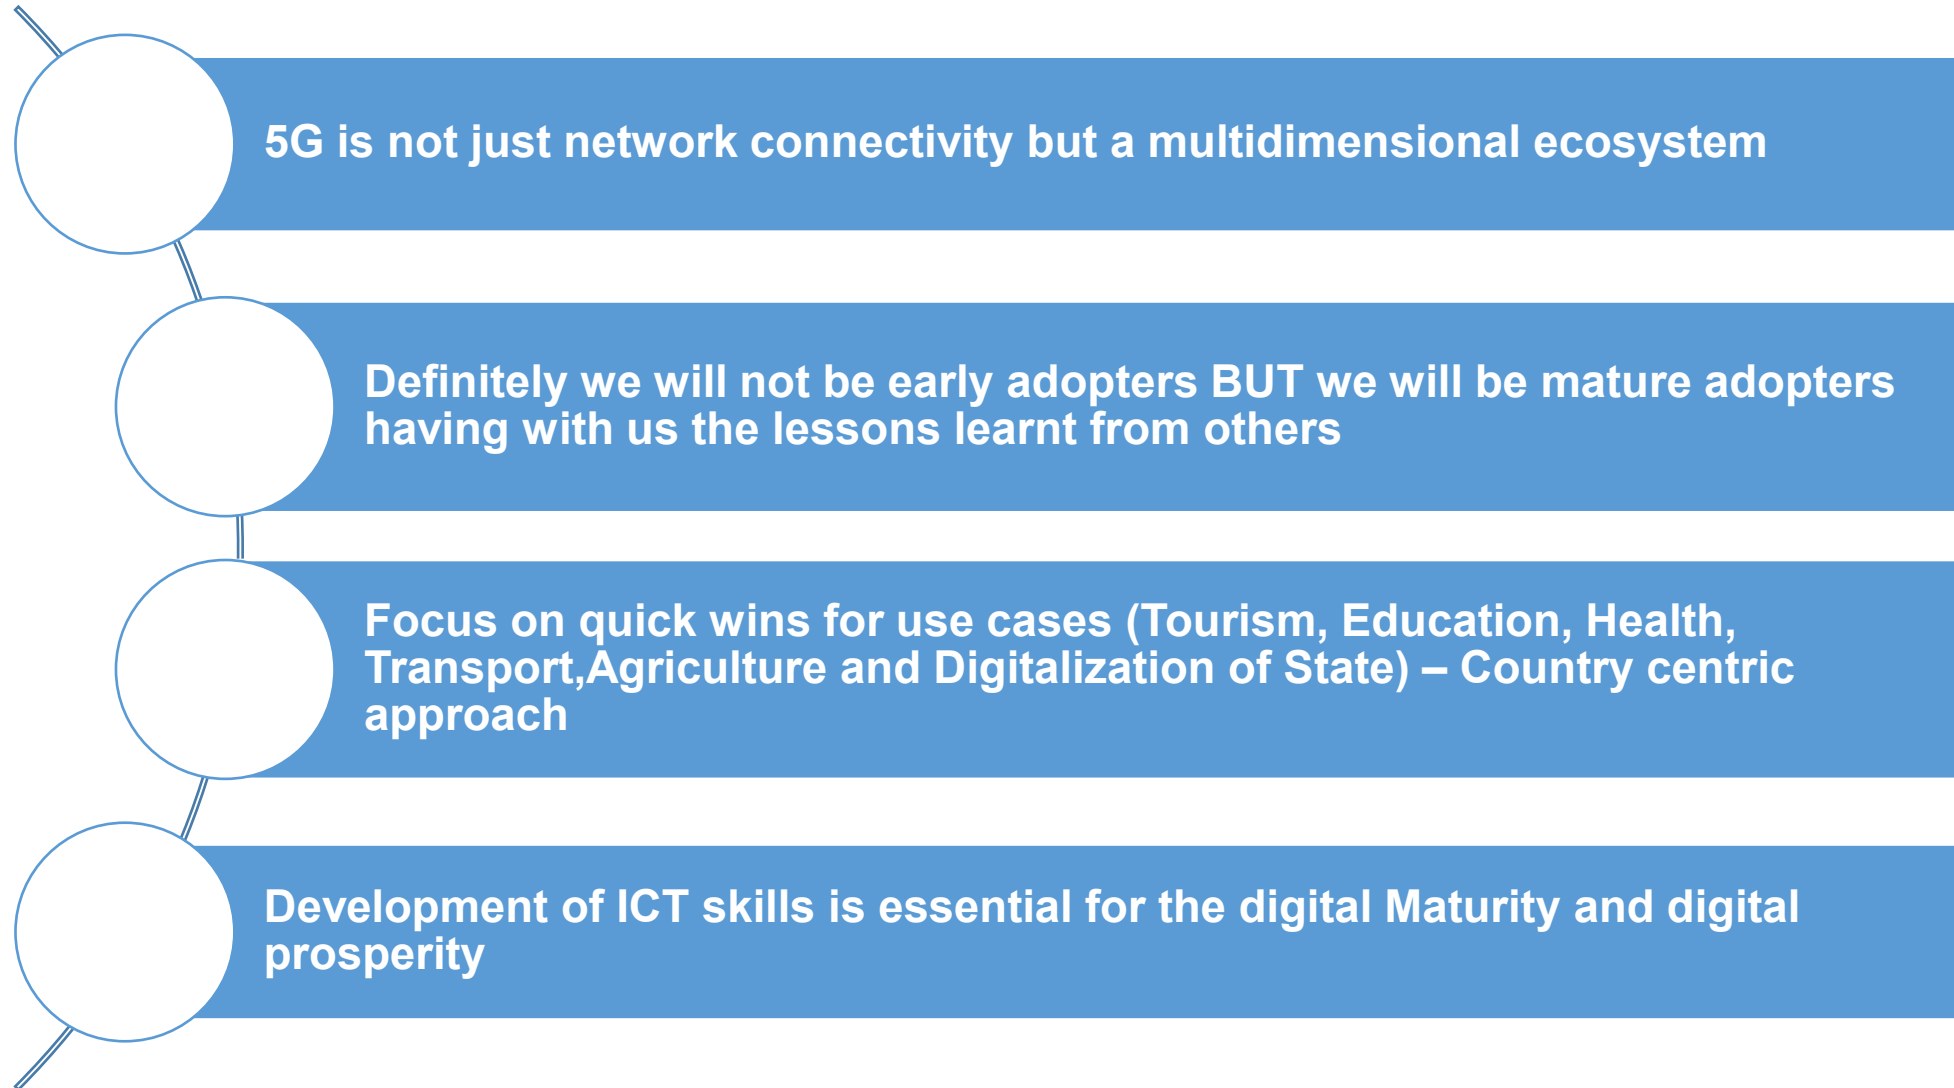 5G is not just network connectivity but a multidimensional ecosystem
Definitely we will not be early adopters BUT we will be mature adopters
having with us the lessons learnt from others
Focus on quick wins for use cases (Tourism, Education, Health,
Transport,Agriculture and Digitalization of State) – Country centric
approach
Development of ICT skills is essential for the digital Maturity and digital
prosperity